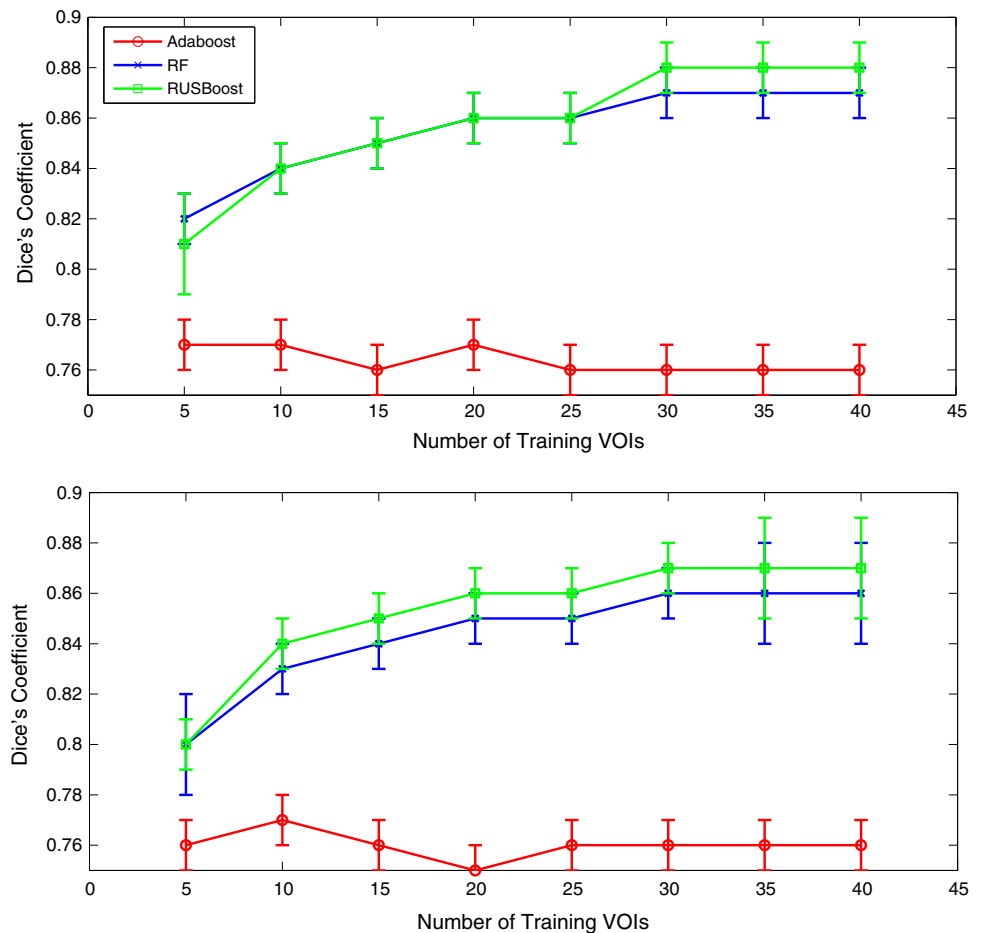 0.9
0.88
0.86
0.84
0.82
0.8
0.78
0.76
Dice's Coefficient
Adaboost
RF
RUSBoost
0 5 10 15 20 25 30 35 40 45
Number of Training VOIs
0.9
0.88
0.86
0.84
0.82
0.8
0.78
0.76
Dice's Coefficient
0 5 10 15 20 25 30 35 40 45
Number of Training VOIs